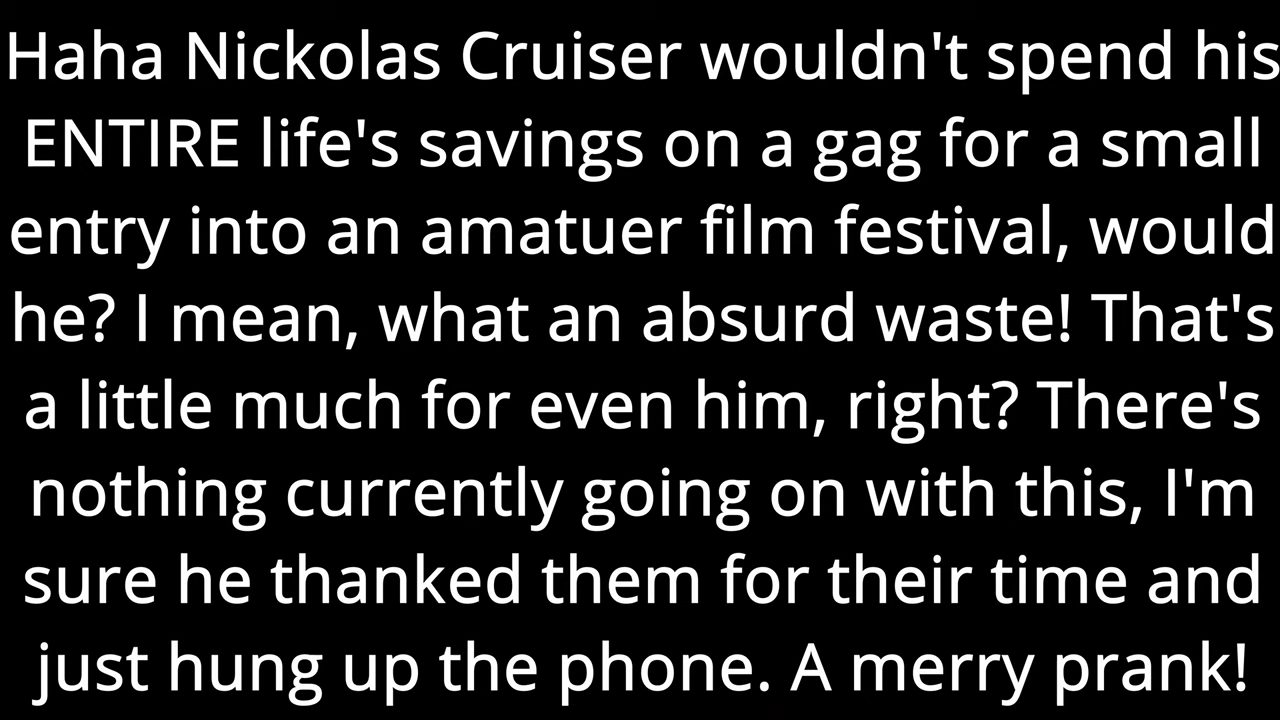 Haha Nickolas Cruiser wouldn't spend his
ENTIRE life's savings on a gag for a small
entry into an amatuer film festival, would
he? I mean, what an absurd waste! That's
a little much for even him, right? There's
nothing currently going on with this, I'm
sure he thanked them for their time and
just hung up the phone. A merry prank!